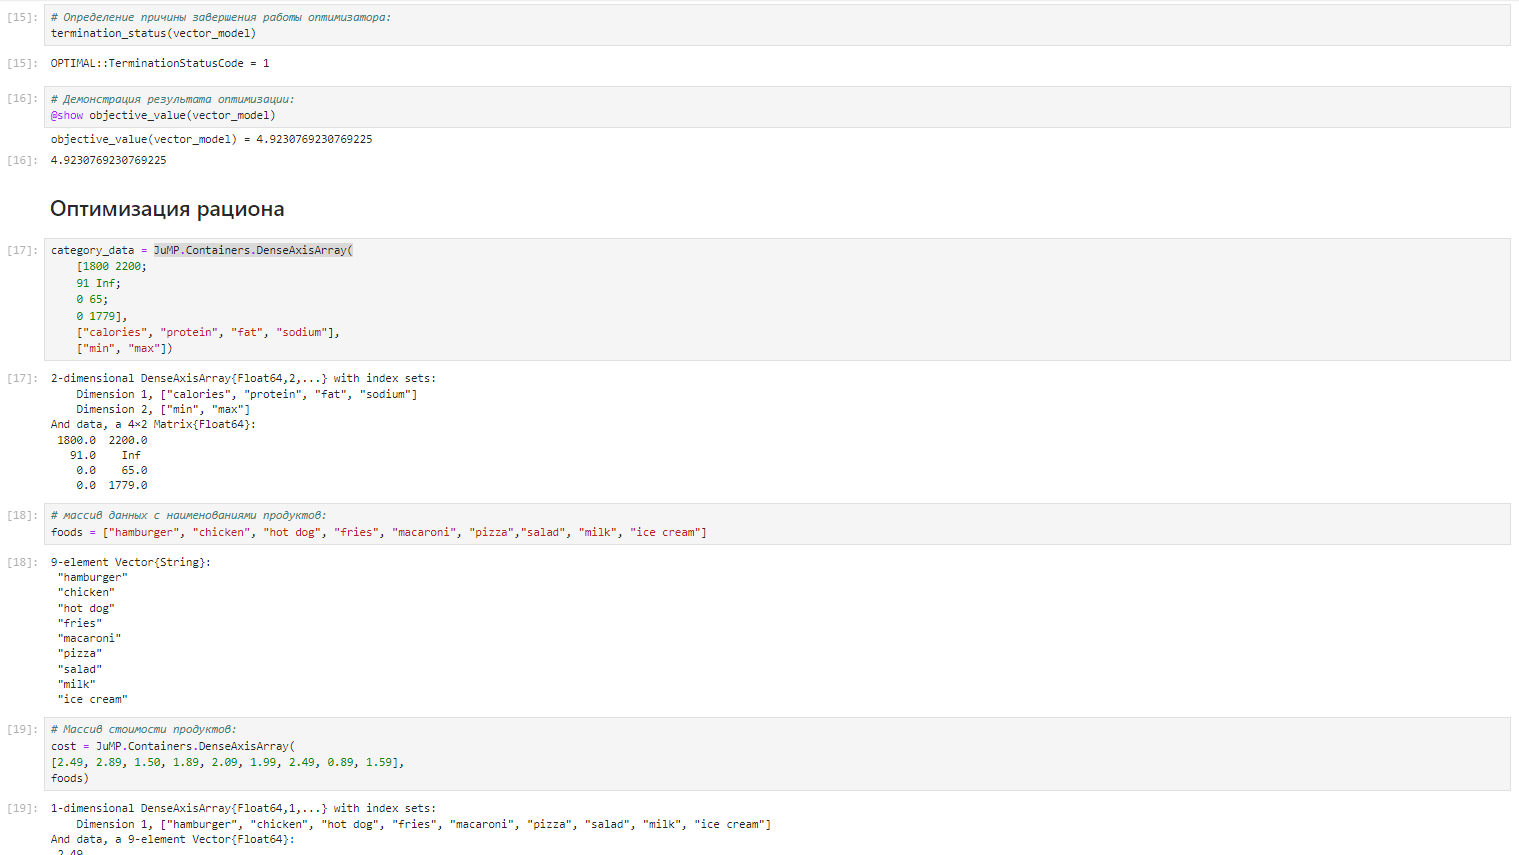 [15]: # Определение причины завершения работы оптимизатора:
termination_status(vector_model)
[15]: OPTIMAL::TerminationStatusCode = 1
[16]: # Демонстрация результата оптимизации:
@show objective_value(vector_model)
objective_value(vector_model) = 4.9230769230769225
[16]: 4.9230769230769225
Оптимизация рациона
[17]: category_data = JuMP.Containers.DenseAxisArray(
[1800 2200;
91 Inf;
0 65;
0 1779],
["calories", "protein", "fat", "sodium"],
["min", "max"])
[17]: 2-dimensional DenseAxisArray{Float64,2,...} with index sets:
Dimension 1, ["calories", "protein", "fat", "sodium"]
Dimension 2, ["min", "max"]
And data, a 4×2 Matrix{Float64}:
1800.0 2200.0
91.0 Inf
0.0 65.0
0.0 1779.0
[18]: # массив данных с наименованиями продуктов:
foods = ["hamburger", "chicken", "hot dog", "fries", "macaroni", "pizza","salad", "milk", "ice cream"]
[18]: 9-element Vector{String}:
"hamburger"
"chicken"
"hot dog"
"fries"
"macaroni"
"pizza"
"salad"
"milk"
"ice cream"
[19]: # Массив стоимости продуктов:
cost = JuMP.Containers.DenseAxisArray(
[2.49, 2.89, 1.50, 1.89, 2.09, 1.99, 2.49, 0.89, 1.59],
foods)
[19]: 1-dimensional DenseAxisArray{Float64,1,...} with index sets:
Dimension 1, ["hamburger", "chicken", "hot dog", "fries", "macaroni", "pizza", "salad", "milk", "ice cream"]
And data, a 9-element Vector{Float64}:
2.49